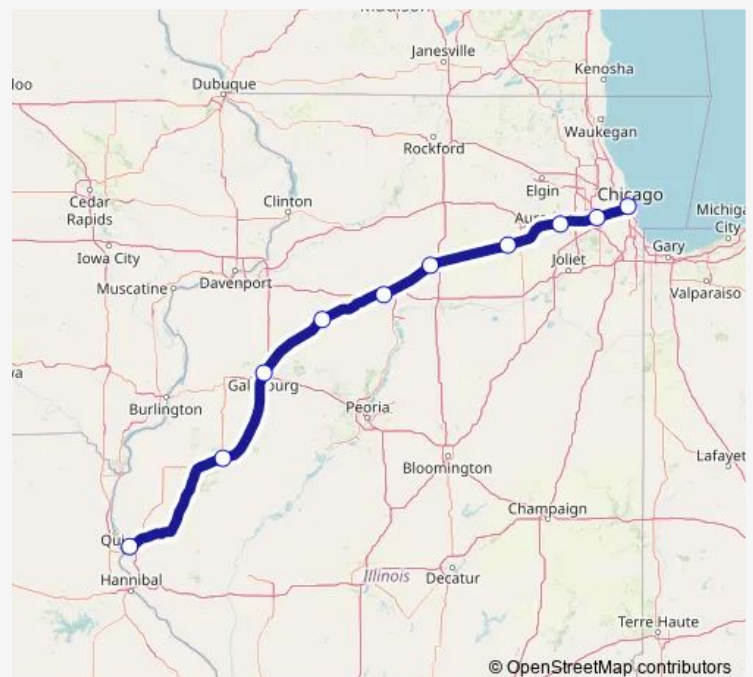 Janesville
Dubuque
Kenosha
Waukegan
Rockford
Elgin
Chicago
Cedar
Rapids
Clinton
Michiga
City
Iowa City
Joliet
Gary
Davenport
Muscatine
Valparaiso
Burlington
Peoria
Lafayet
Bloomington
Champaign
Hannibal
Illinois
Decatur
Terre Haute
© OpenStreetMap contributors